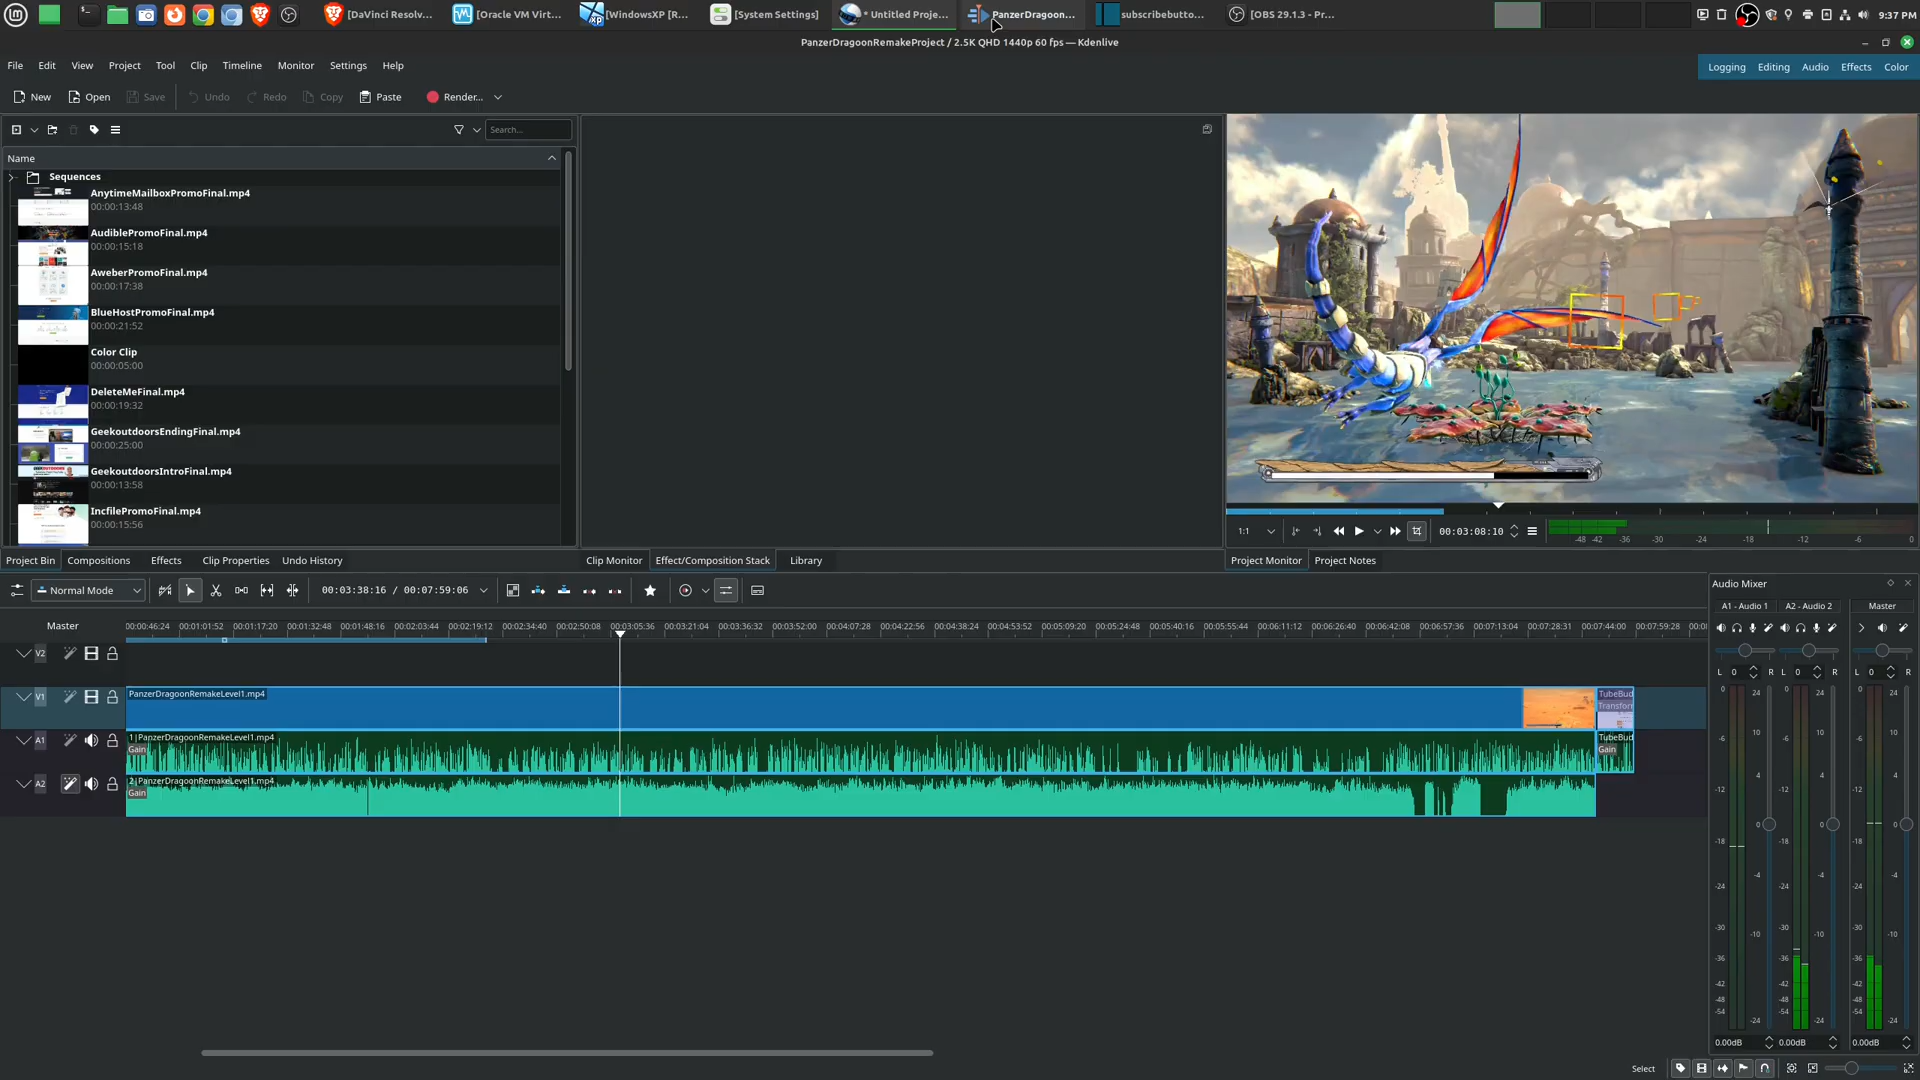 [DaVinci Resolv...
[Oracle VM Virt...
[WindowsXP [R...
[System Settings]
* Untitled Proje...
PanzerDragoon...
subscribebutto...
[OBS 29.1.3 - Pr...
9:37 PM
PanzerDragoonRemakeProject / 2.5K QHD 1440p 60 fps — Kdenlive
File Edit View Project Tool Clip Timeline Monitor Settings Help
Logging Editing Audio Effects Color
New Open Save Undo Redo Copy Paste Render...
Search...
Name
Sequences
AnytimeMailboxPromoFinal.mp4
00:00:13:48
AudiblePromoFinal.mp4
00:00:15:18
AweberPromoFinal.mp4
00:00:17:38
BlueHostPromoFinal.mp4
00:00:21:52
Color Clip
00:00:05:00
DeleteMeFinal.mp4
00:00:19:32
GeekoutdoorsEndingFinal.mp4
00:00:25:00
GeekoutdoorsIntroFinal.mp4
00:00:13:58
IncfilePromoFinal.mp4
00:00:15:56
1:1
00:03:08:10
-48 -42 -36 -30 -24 -18 -12 -6 0
Project Bin Compositions Effects Clip Properties Undo History
Clip Monitor Effect/Composition Stack Library
Project Monitor Project Notes
Normal Mode
00:03:38:16 / 00:07:59:06
Audio Mixer
A1 - Audio 1 A2 - Audio 2 Master
Master
00:00:46:24 00:01:01:52 00:01:17:20 00:01:32:48 00:01:48:16 00:02:03:44 00:02:19:12 00:02:34:40 00:02:50:08 00:03:05:36 00:03:21:04 00:03:36:32 00:03:52:00 00:04:07:28 00:04:22:56 00:04:38:24 00:04:53:52 00:05:09:20 00:05:24:48 00:05:40:16 00:05:55:44 00:06:11:12 00:06:26:40 00:06:42:08 00:06:57:36 00:07:13:04 00:07:28:31 00:07:44:00 00:07:59:28 00:0
V2
L 0 R L 0 R L 0 R
V1
PanzerDragoonRemakeLevel1.mp4
TubeBud
Transform
A1
1|PanzerDragoonRemakeLevel1.mp4
Gain
TubeBud
Gain
A2
2|PanzerDragoonRemakeLevel1.mp4
Gain
0 -6 -12 -18 -24 -30 -36 -42 -48 -54
24 10 4 0 -4 -10 -24
0 -6 -12 -18 -24 -30 -36 -42 -48 -54
24 10 4 0 -4 -10 -24
0.00dB 0.00dB 0.00dB
Select